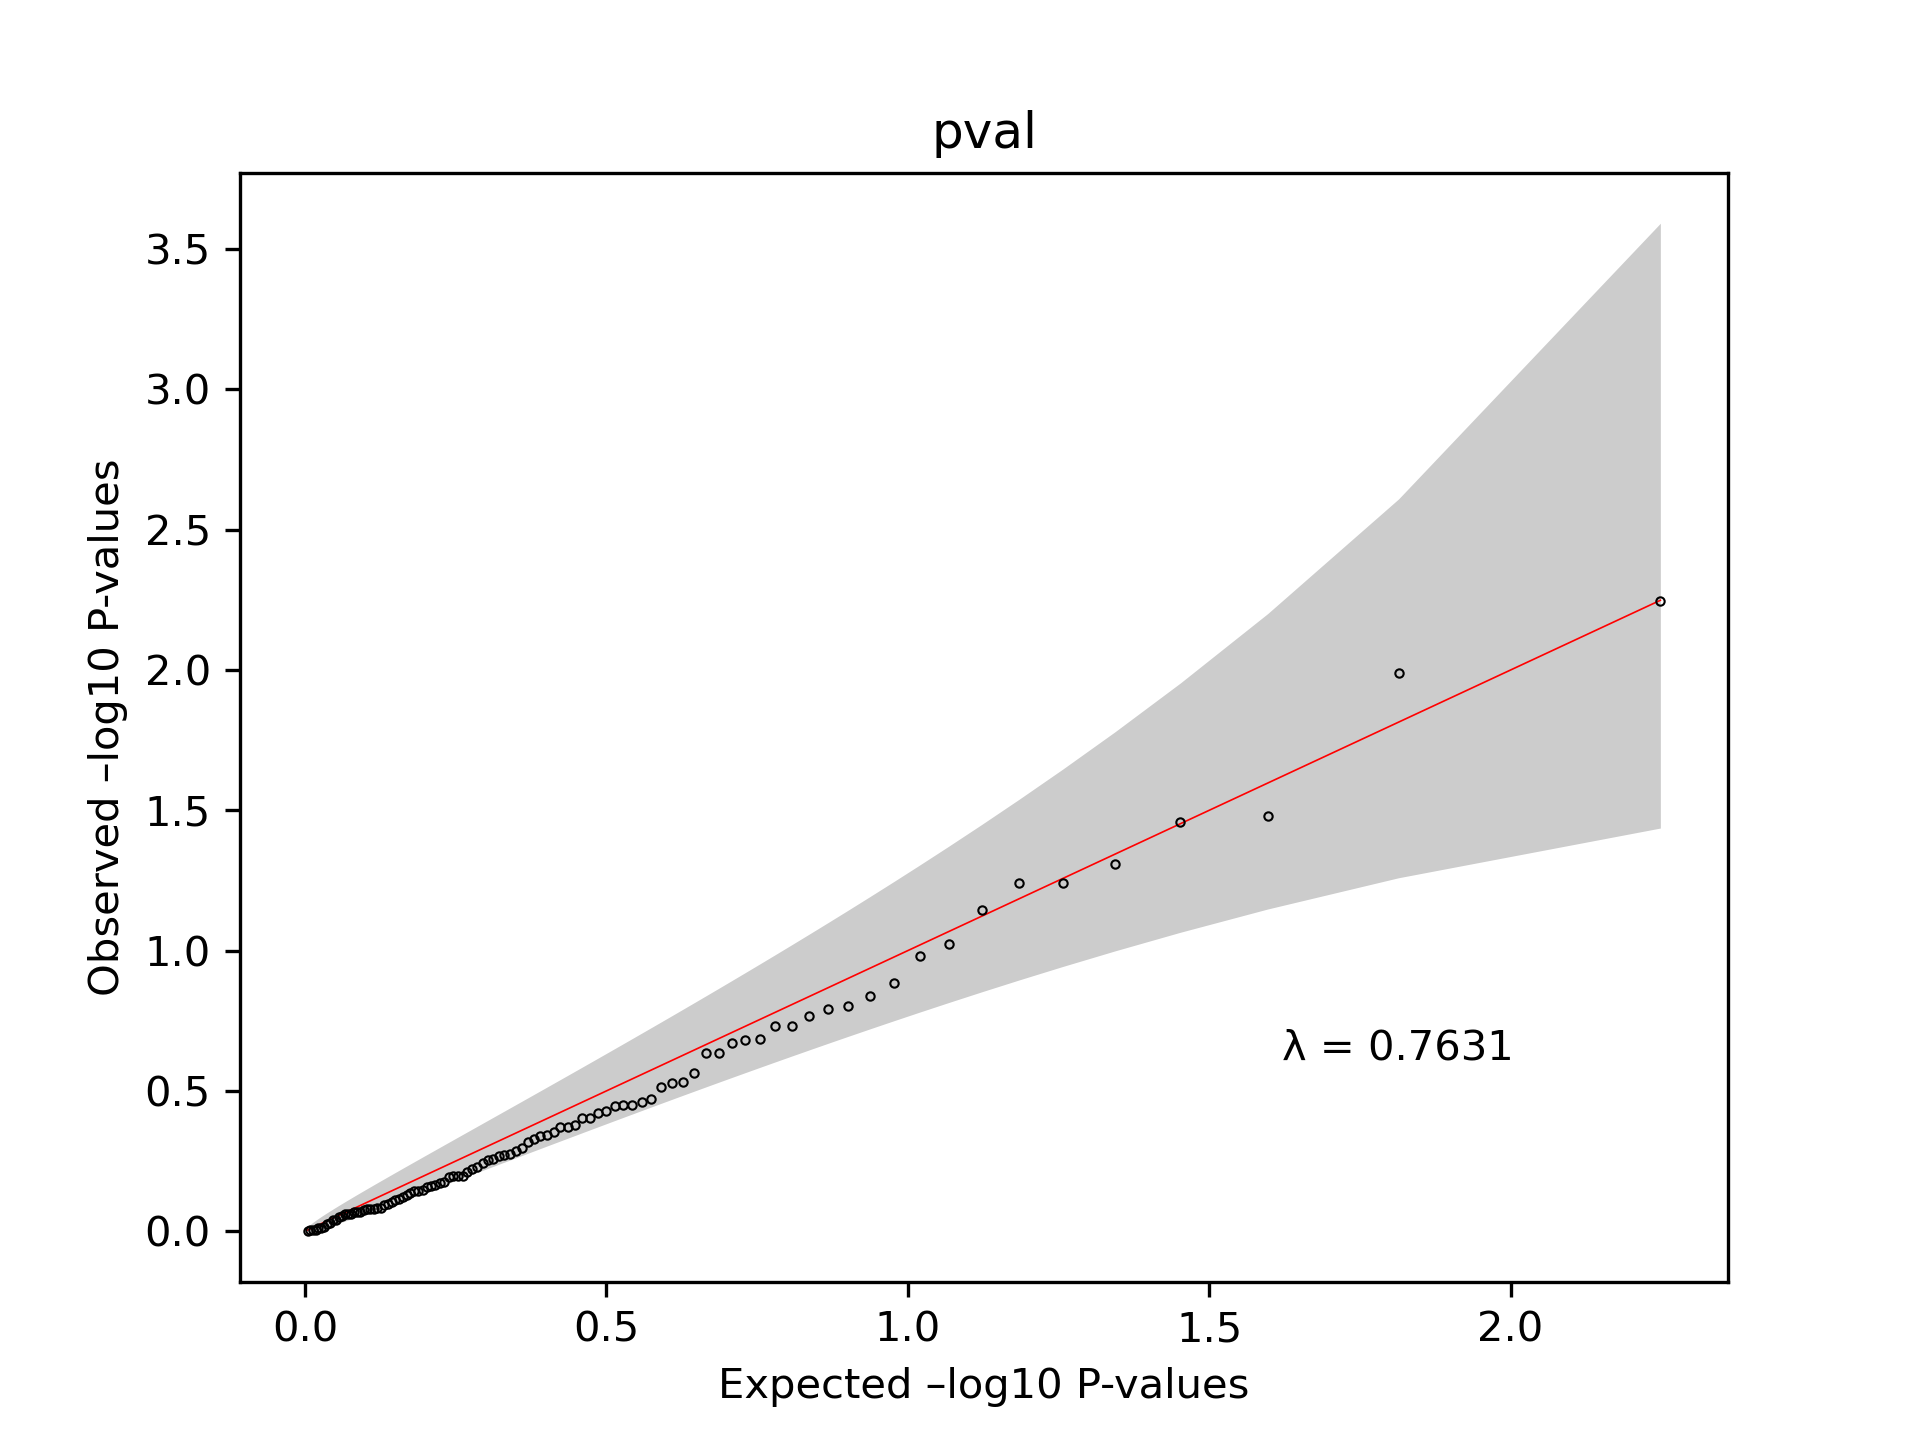 pval
3.5
3.0
2.5
2.0
1.5
1.0
0.5
0.0
Observed –log10 P-values
λ = 0.7631
0.0 0.5 1.0 1.5 2.0
Expected –log10 P-values